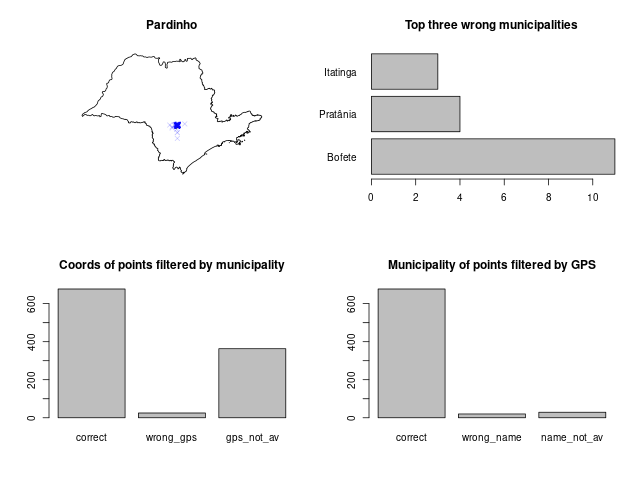 Pardinho
Top three wrong municipalities
Itatinga
Pratânia
Bofete
0 2 4 6 8 10
Coords of points filtered by municipality
0 200 400 600
correct wrong_gps gps_not_av
Municipality of points filtered by GPS
0 200 400 600
correct wrong_name name_not_av